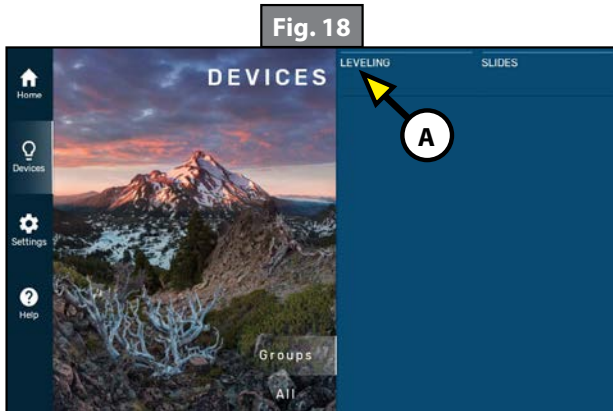 Fig. 18
Home
Devices
Settings
Help
DEVICES
Groups
All
LEVELING
SLIDES
A